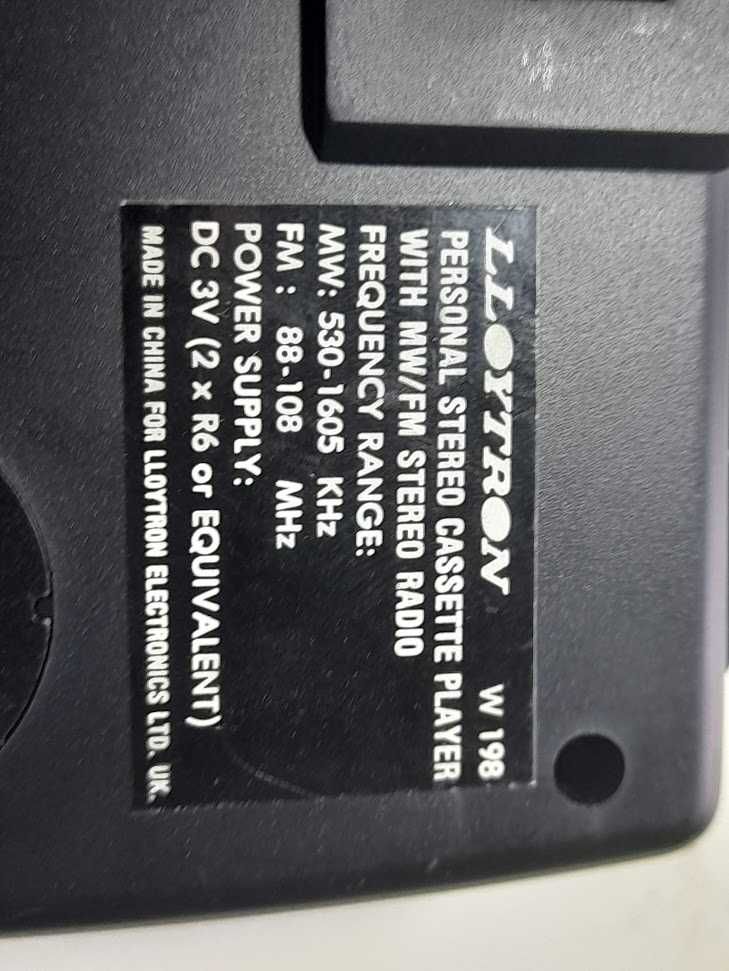 LLOYTRON W 198
PERSONAL STEREO CASSETTE PLAYER
WITH MW/FM STEREO RADIO
FREQUENCY RANGE:
MW: 530-1605 KHz
FM : 88-108 MHz
POWER SUPPLY:
DC 3V (2 x R6 or EQUIVALENT)
MADE IN CHINA FOR LLOYTRON ELECTRONICS LTD. UK.